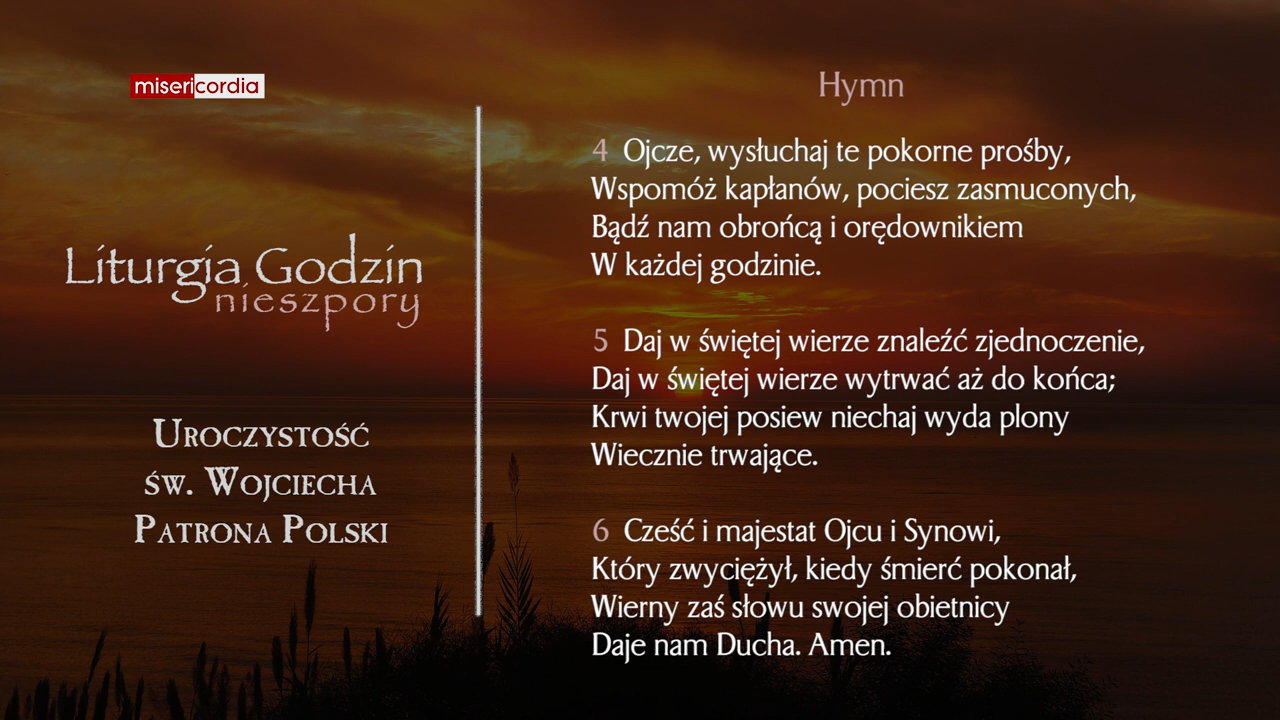 misericordia
Liturgia Godzin
nieszpory
Uroczystość
św. Wojciecha
Patrona Polski
Hymn
4 Ojcze, wysłuchaj te pokorne prośby,
Wspomóż kapłanów, pociesz zasmuconych,
Bądź nam obrońcą i orędownikiem
W każdej godzinie.
5 Daj w świętej wierze znaleźć zjednoczenie,
Daj w świętej wierze wytrwać aż do końca;
Krwi twojej posiew niechaj wyda plony
Wiecznie trwające.
6 Cześć i majestat Ojcu i Synowi,
Który zwyciężył, kiedy śmierć pokonał,
Wierny zaś słowu swojej obietnicy
Daje nam Ducha. Amen.